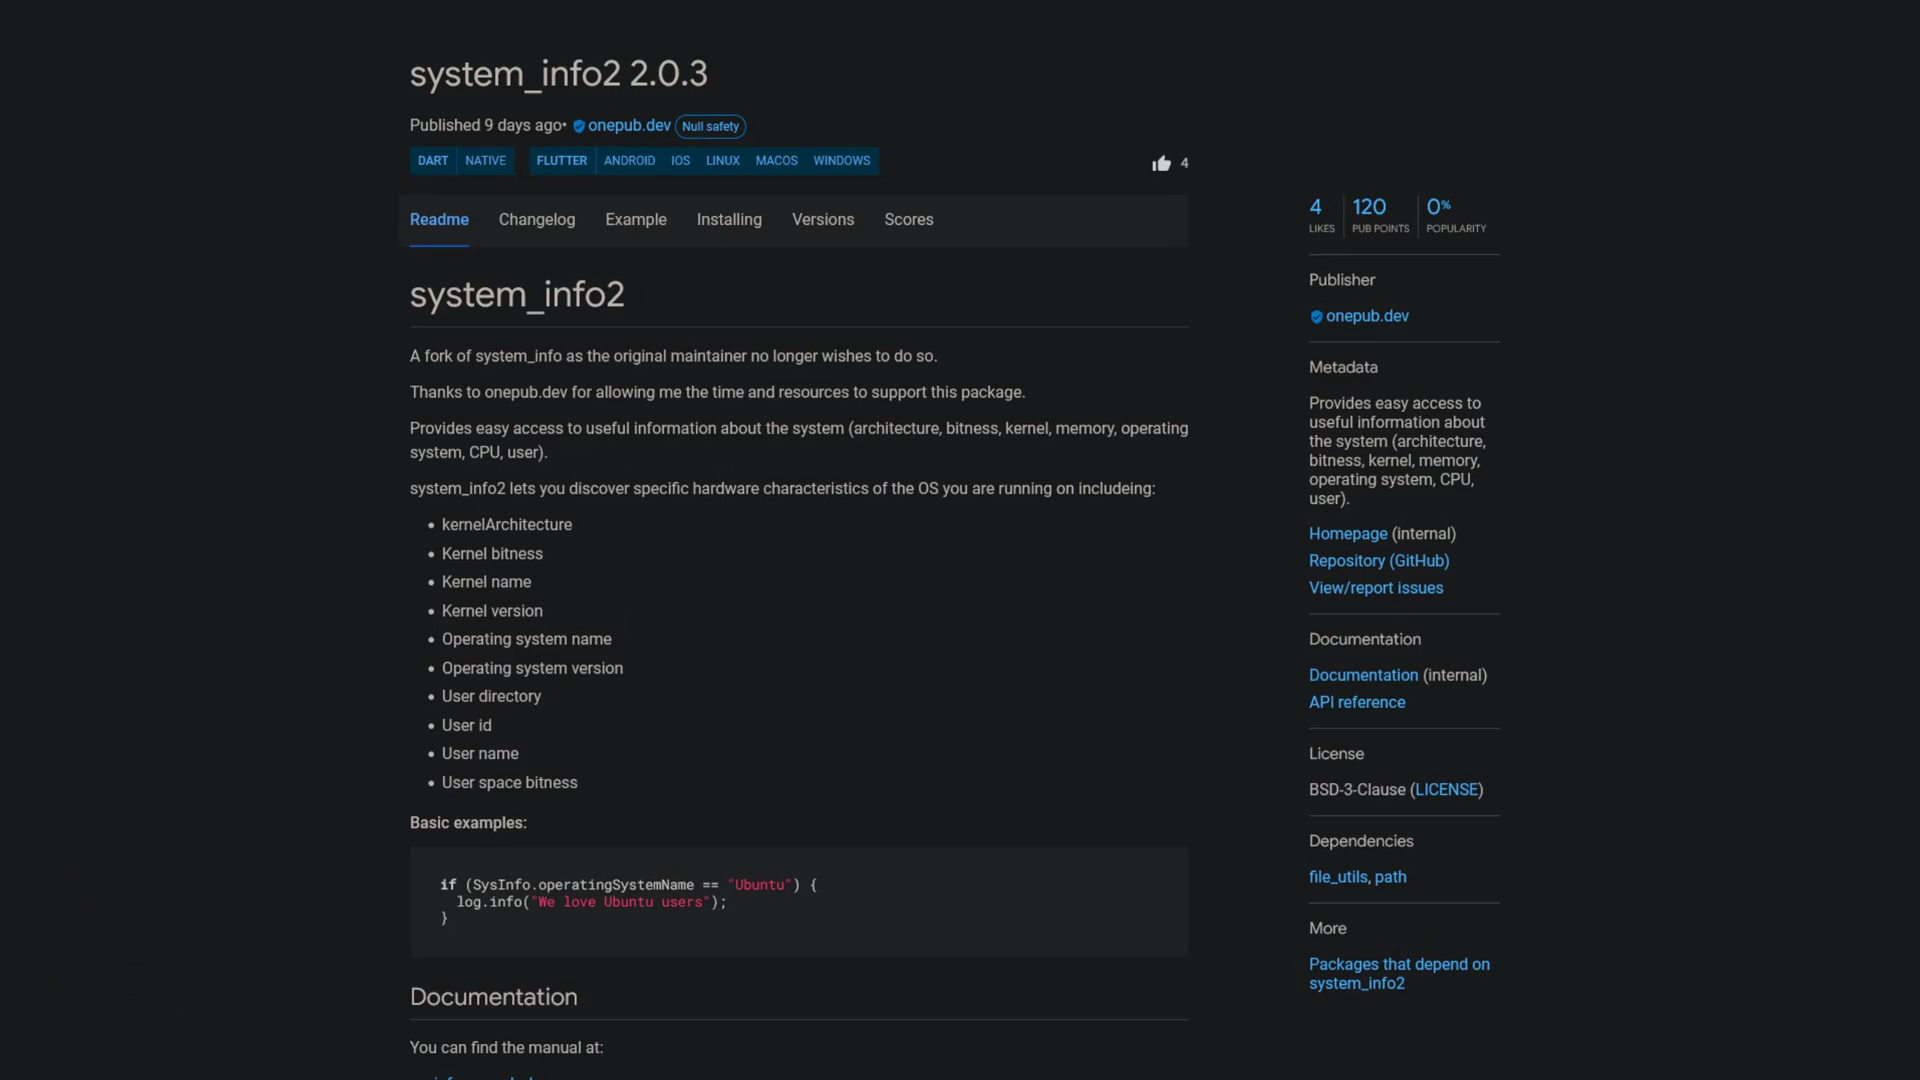 system_info2 2.0.3
Published 9 days ago• onepub.dev Null safety
DART NATIVE FLUTTER ANDROID IOS LINUX MACOS WINDOWS
4
Readme Changelog Example Installing Versions Scores
system_info2
A fork of system_info as the original maintainer no longer wishes to do so.
Thanks to onepub.dev for allowing me the time and resources to support this package.
Provides easy access to useful information about the system (architecture, bitness, kernel, memory, operating
system, CPU, user).
system_info2 lets you discover specific hardware characteristics of the OS you are running on includeing:
• kernelArchitecture
• Kernel bitness
• Kernel name
• Kernel version
• Operating system name
• Operating system version
• User directory
• User id
• User name
• User space bitness
Basic examples:
if (SysInfo.operatingSystemName == "Ubuntu") {
log.info("We love Ubuntu users");
}
Documentation
You can find the manual at:
4 120 0%
LIKES PUB POINTS POPULARITY
Publisher
onepub.dev
Metadata
Provides easy access to
useful information about
the system (architecture,
bitness, kernel, memory,
operating system, CPU,
user).
Homepage (internal)
Repository (GitHub)
View/report issues
Documentation
Documentation (internal)
API reference
License
BSD-3-Clause (LICENSE)
Dependencies
file_utils, path
More
Packages that depend on
system_info2